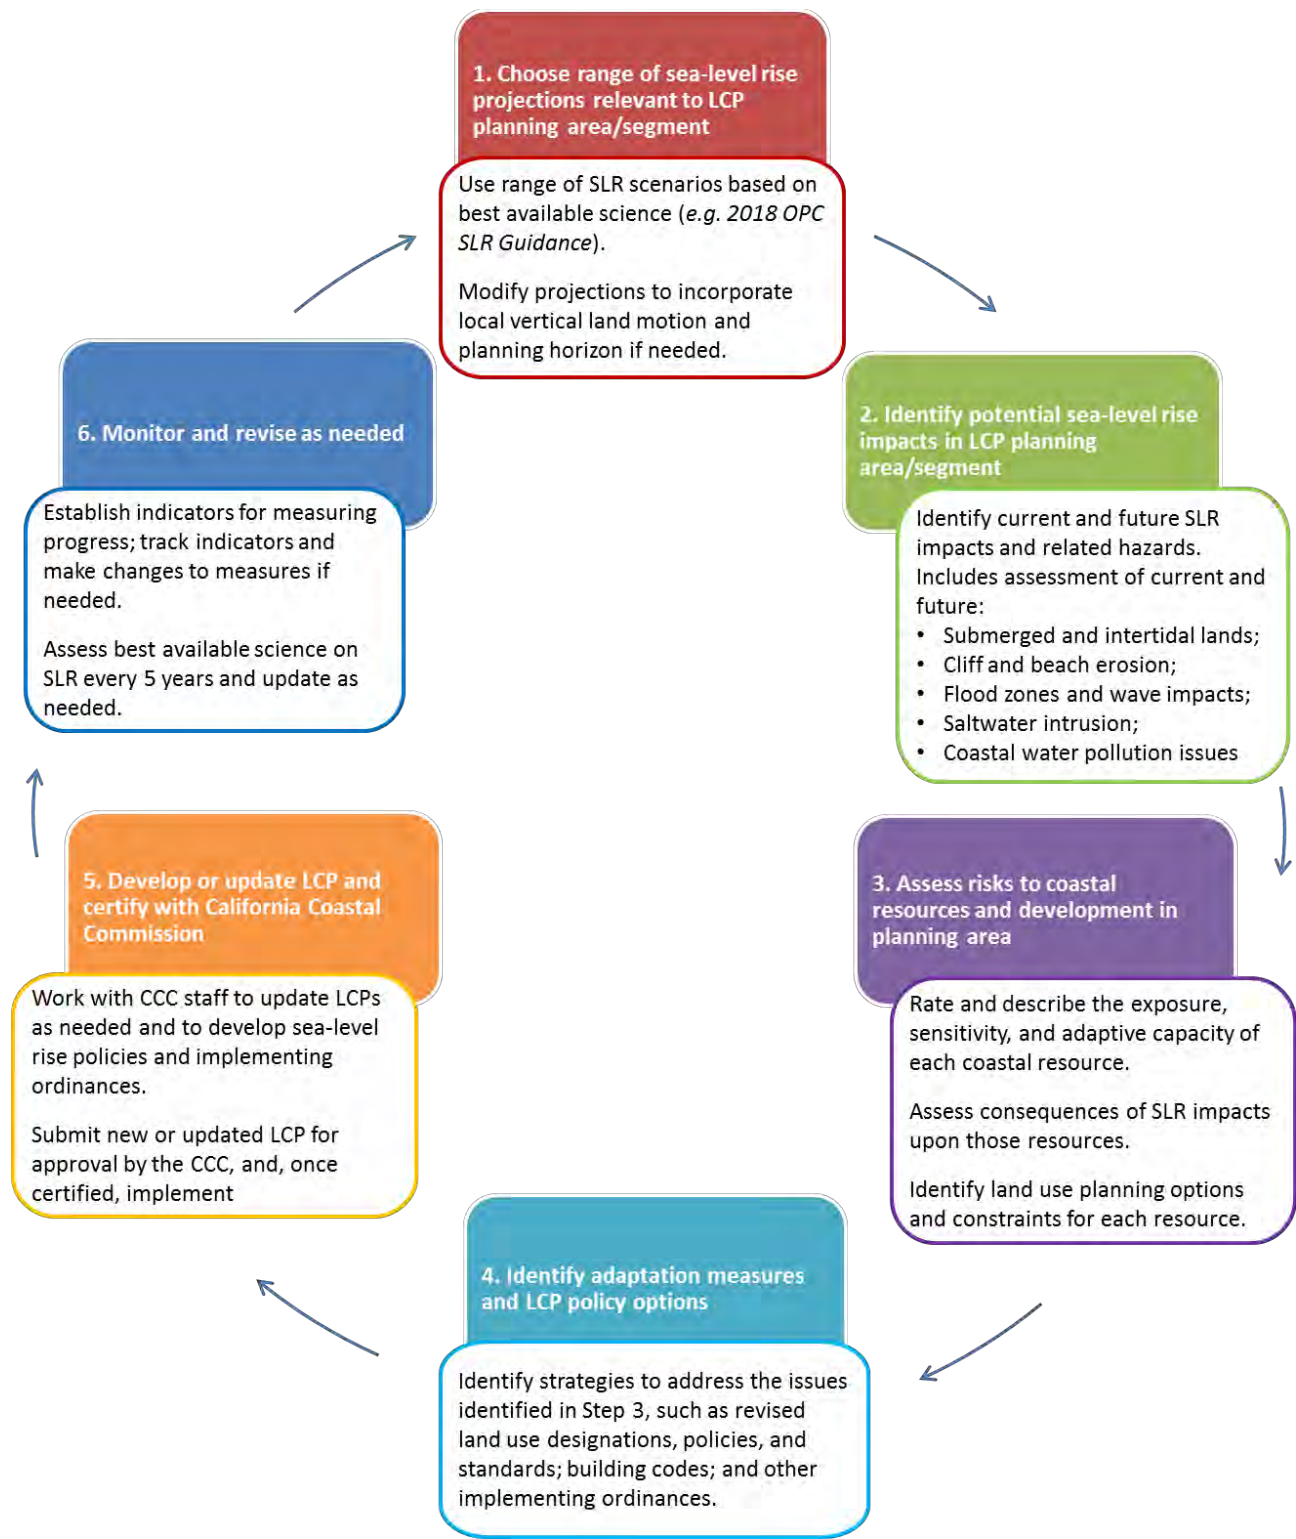 1. Choose range of sea-level rise
projections relevant to LCP
planning area/segment
Use range of SLR scenarios based on
best available science (e.g. 2018 OPC
SLR Guidance).
Modify projections to incorporate
local vertical land motion and
planning horizon if needed.
2. Identify potential sea-level rise
impacts in LCP planning
area/segment
Identify current and future SLR
impacts and related hazards.
Includes assessment of current and
future:
• Submerged and intertidal lands;
• Cliff and beach erosion;
• Flood zones and wave impacts;
• Saltwater intrusion;
• Coastal water pollution issues
3. Assess risks to coastal
resources and development in
planning area
Rate and describe the exposure,
sensitivity, and adaptive capacity of
each coastal resource.
Assess consequences of SLR impacts
upon those resources.
Identify land use planning options
and constraints for each resource.
4. Identify adaptation measures
and LCP policy options
Identify strategies to address the issues
identified in Step 3, such as revised
land use designations, policies, and
standards; building codes; and other
implementing ordinances.
5. Develop or update LCP and
certify with California Coastal
Commission
Work with CCC staff to update LCPs
as needed and to develop sea-level
rise policies and implementing
ordinances.
Submit new or updated LCP for
approval by the CCC, and, once
certified, implement
6. Monitor and revise as needed
Establish indicators for measuring
progress; track indicators and
make changes to measures if
needed.
Assess best available science on
SLR every 5 years and update as
needed.